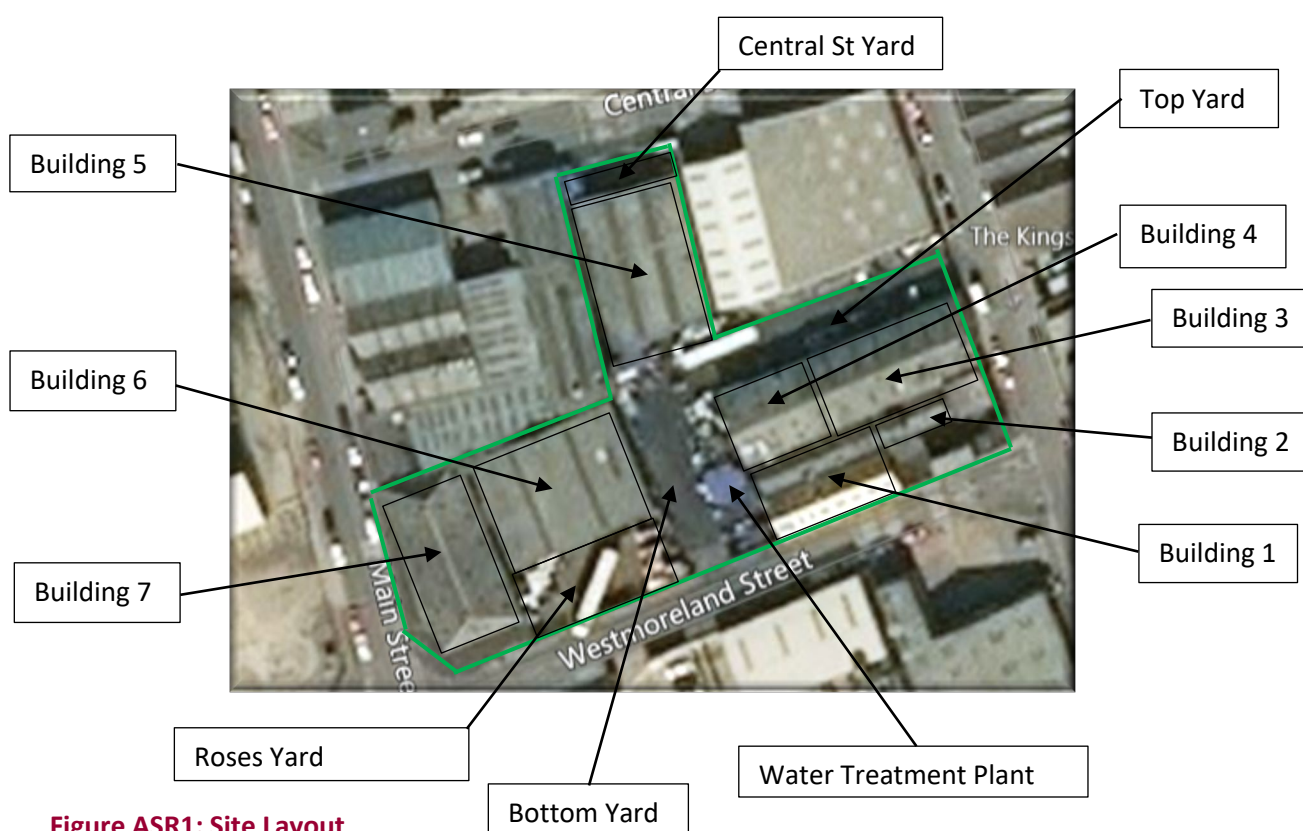 Central St Yard
Central
Top Yard
Building 5
The Kings
Building 4
Building 3
Building 6
Building 2
Building 1
Building 7
Main Stree
Westmoreland Street
Roses Yard
Water Treatment Plant
Bottom Yard
Figure ASR1: Site Layout